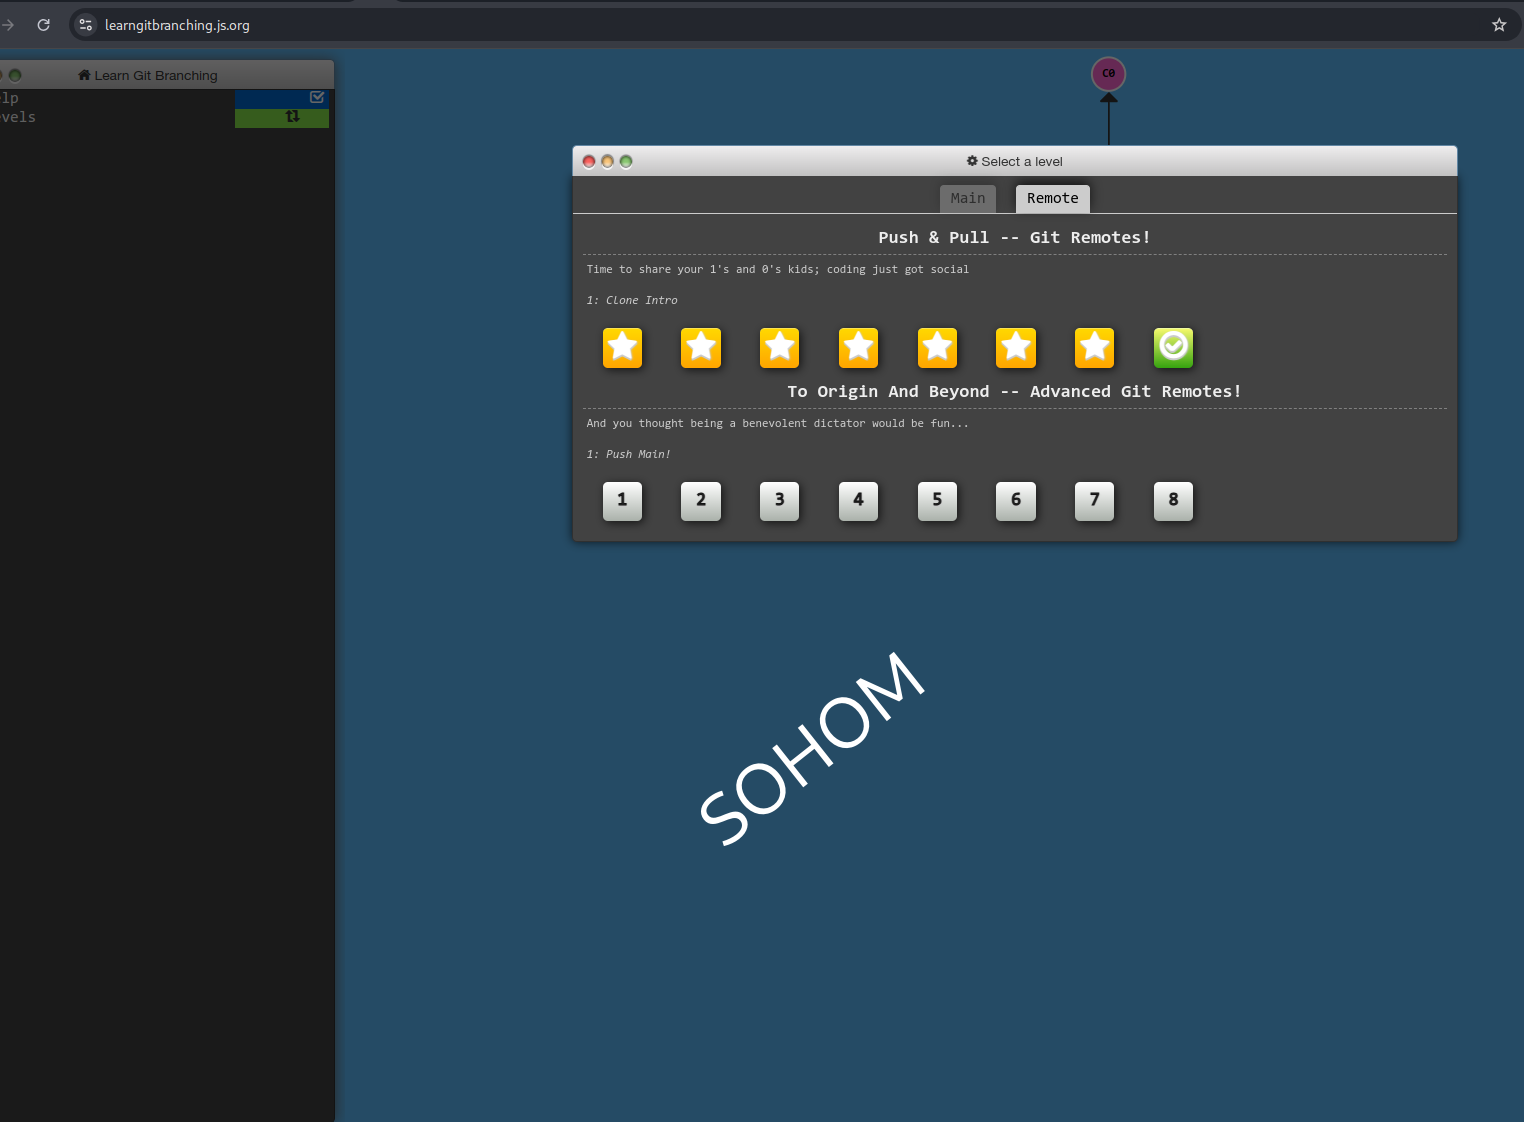 learngitbranching.js.org
Learn Git Branching
lp
vels
C0
Select a level
Main Remote
Push & Pull -- Git Remotes!
Time to share your 1's and 0's kids; coding just got social
1: Clone Intro
To Origin And Beyond -- Advanced Git Remotes!
And you thought being a benevolent dictator would be fun...
1: Push Main!
1 2 3 4 5 6 7 8
SOHOM